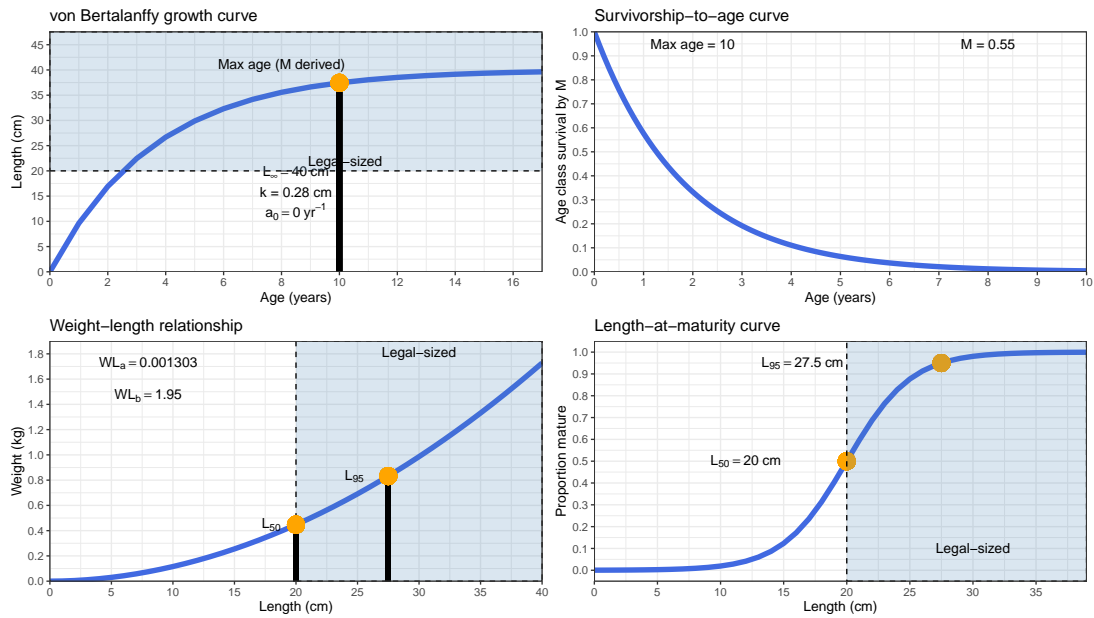 von Bertalanffy growth curve
Length (cm)
45
40
35
30
25
20
15
10
5
0
Max age (M derived)
Legal−sized
L∞ = 40 cm
k = 0.28 cm
a₀ = 0 yr⁻¹
0 2 4 6 8 10 12 14 16
Age (years)
Survivorship−to−age curve
Age class survival by M
1.0
0.9
0.8
0.7
0.6
0.5
0.4
0.3
0.2
0.1
0.0
Max age = 10
M = 0.55
0 1 2 3 4 5 6 7 8 9 10
Age (years)
Weight−length relationship
Weight (kg)
1.8
1.6
1.4
1.2
1.0
0.8
0.6
0.4
0.2
0.0
Legal−sized
WLₐ = 0.001303
WL_b = 1.95
L₉₅
L₅₀
0 5 10 15 20 25 30 35 40
Length (cm)
Length−at−maturity curve
Proportion mature
1.0
0.9
0.8
0.7
0.6
0.5
0.4
0.3
0.2
0.1
0.0
L₉₅ = 27.5 cm
L₅₀ = 20 cm
Legal−sized
0 5 10 15 20 25 30 35
Length (cm)